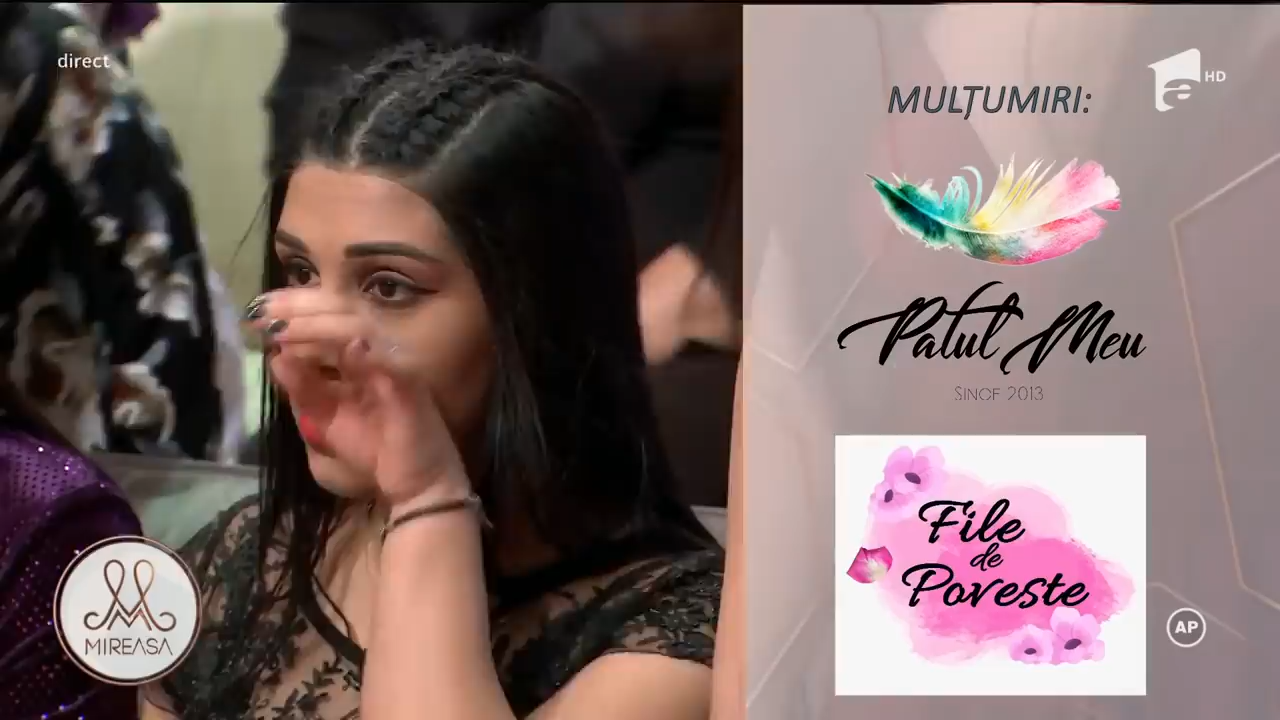 direct
MULȚUMIRI:
a HD
Patul Meu
SINCE 2013
File
de
Poveste
MIREASA
AP